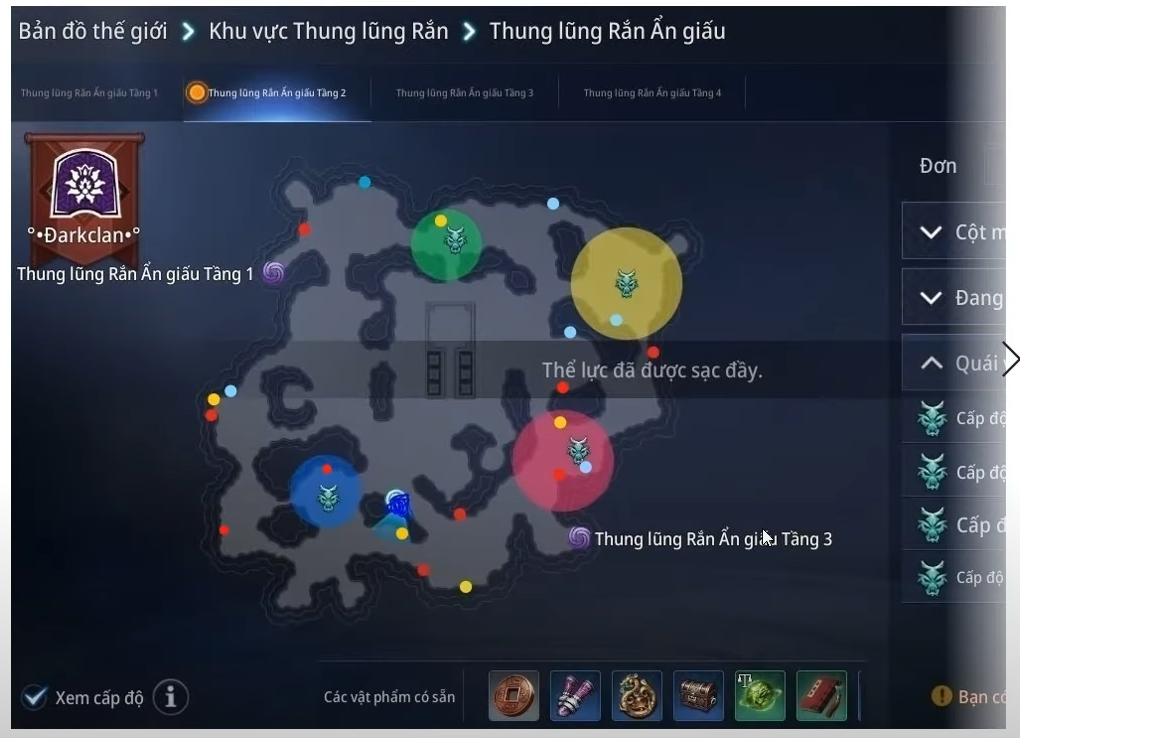 Bản đồ thế giới > Khu vực Thung lũng Rắn > Thung lũng Rắn Ẩn giấu
Thung lũng Rắn Ẩn giấu Tầng 1
Thung lũng Rắn Ẩn giấu Tầng 2
Thung lũng Rắn Ẩn giấu Tầng 3
Thung lũng Rắn Ẩn giấu Tầng 4
°•Đarkclan•°
Thung lũng Rắn Ẩn giấu Tầng 1
Thể lực đã được sạc đầy.
Thung lũng Rắn Ẩn giấu Tầng 3
Đơn
Cột
Đang
Quái
Cấp độ
Cấp độ
Cấp
Cấp độ
Xem cấp độ
Các vật phẩm có sẵn
Bạn